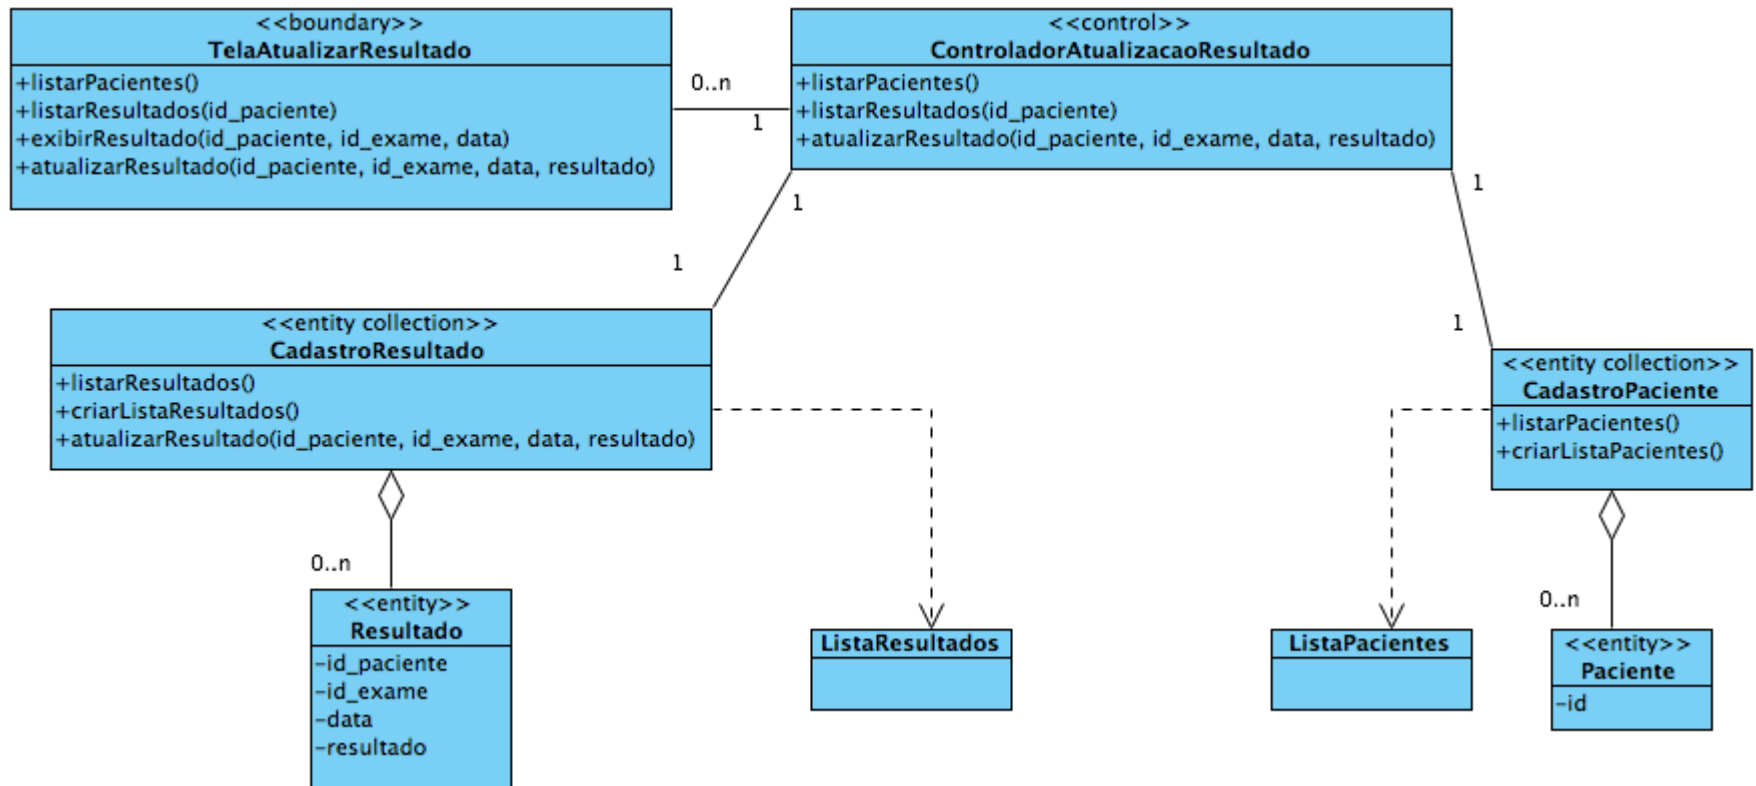 <<boundary>>
TelaAtualizarResultado
+listarPacientes()
+listarResultados(id_paciente)
+exibirResultado(id_paciente, id_exame, data)
+atualizarResultado(id_paciente, id_exame, data, resultado)
0..n
1
<<control>>
ControladorAtualizacaoResultado
+listarPacientes()
+listarResultados(id_paciente)
+atualizarResultado(id_paciente, id_exame, data, resultado)
1
1
1
1
<<entity collection>>
CadastroResultado
+listarResultados()
+criarListaResultados()
+atualizarResultado(id_paciente, id_exame, data, resultado)
<<entity collection>>
CadastroPaciente
+listarPacientes()
+criarListaPacientes()
0..n
<<entity>>
Resultado
-id_paciente
-id_exame
-data
-resultado
ListaResultados
ListaPacientes
0..n
<<entity>>
Paciente
-id